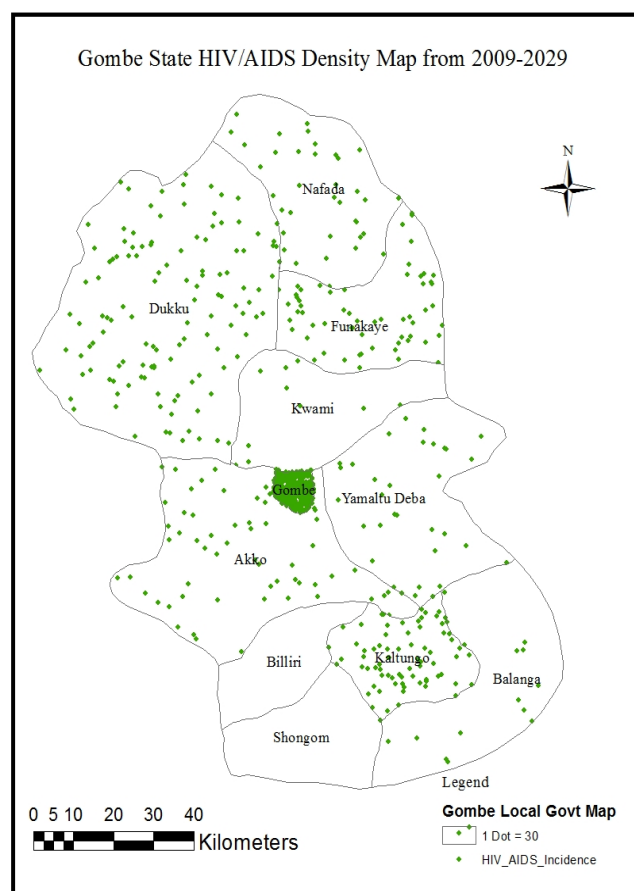 Gombe State HIV/AIDS Density Map from 2009-2029
N
Nafada
Dukku
Funakaye
Kwami
Gombe
Yamaltu Deba
Akko
Billiri
Kaltungo
Balanga
Shongom
Legend
0 5 10 20 30 40
Kilometers
Gombe Local Govt Map
1 Dot = 30
HIV_AIDS_Incidence